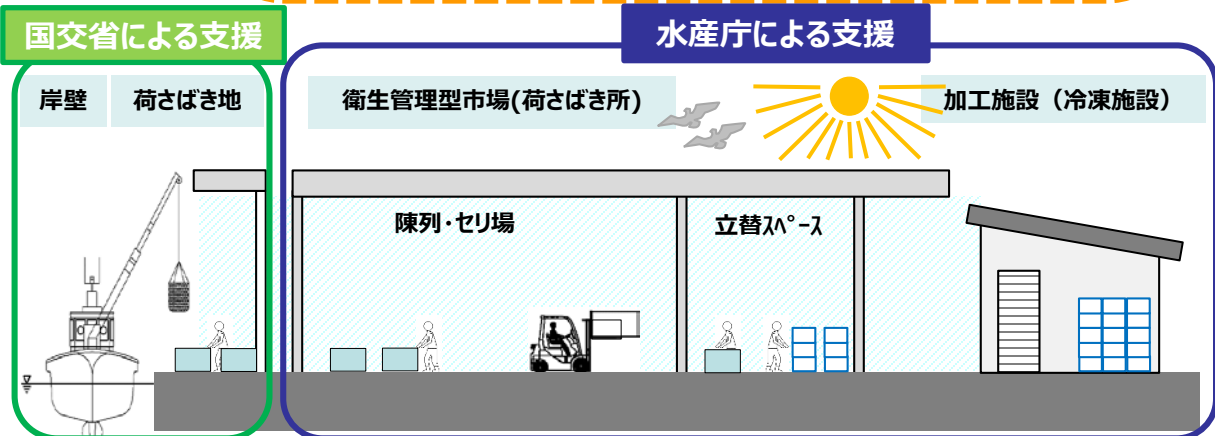 国交省による支援
水産庁による支援
岸壁
荷さばき地
衛生管理型市場(荷さばき所)
加工施設（冷凍施設）
陳列・セリ場
立替ｽﾍﾟｰｽ